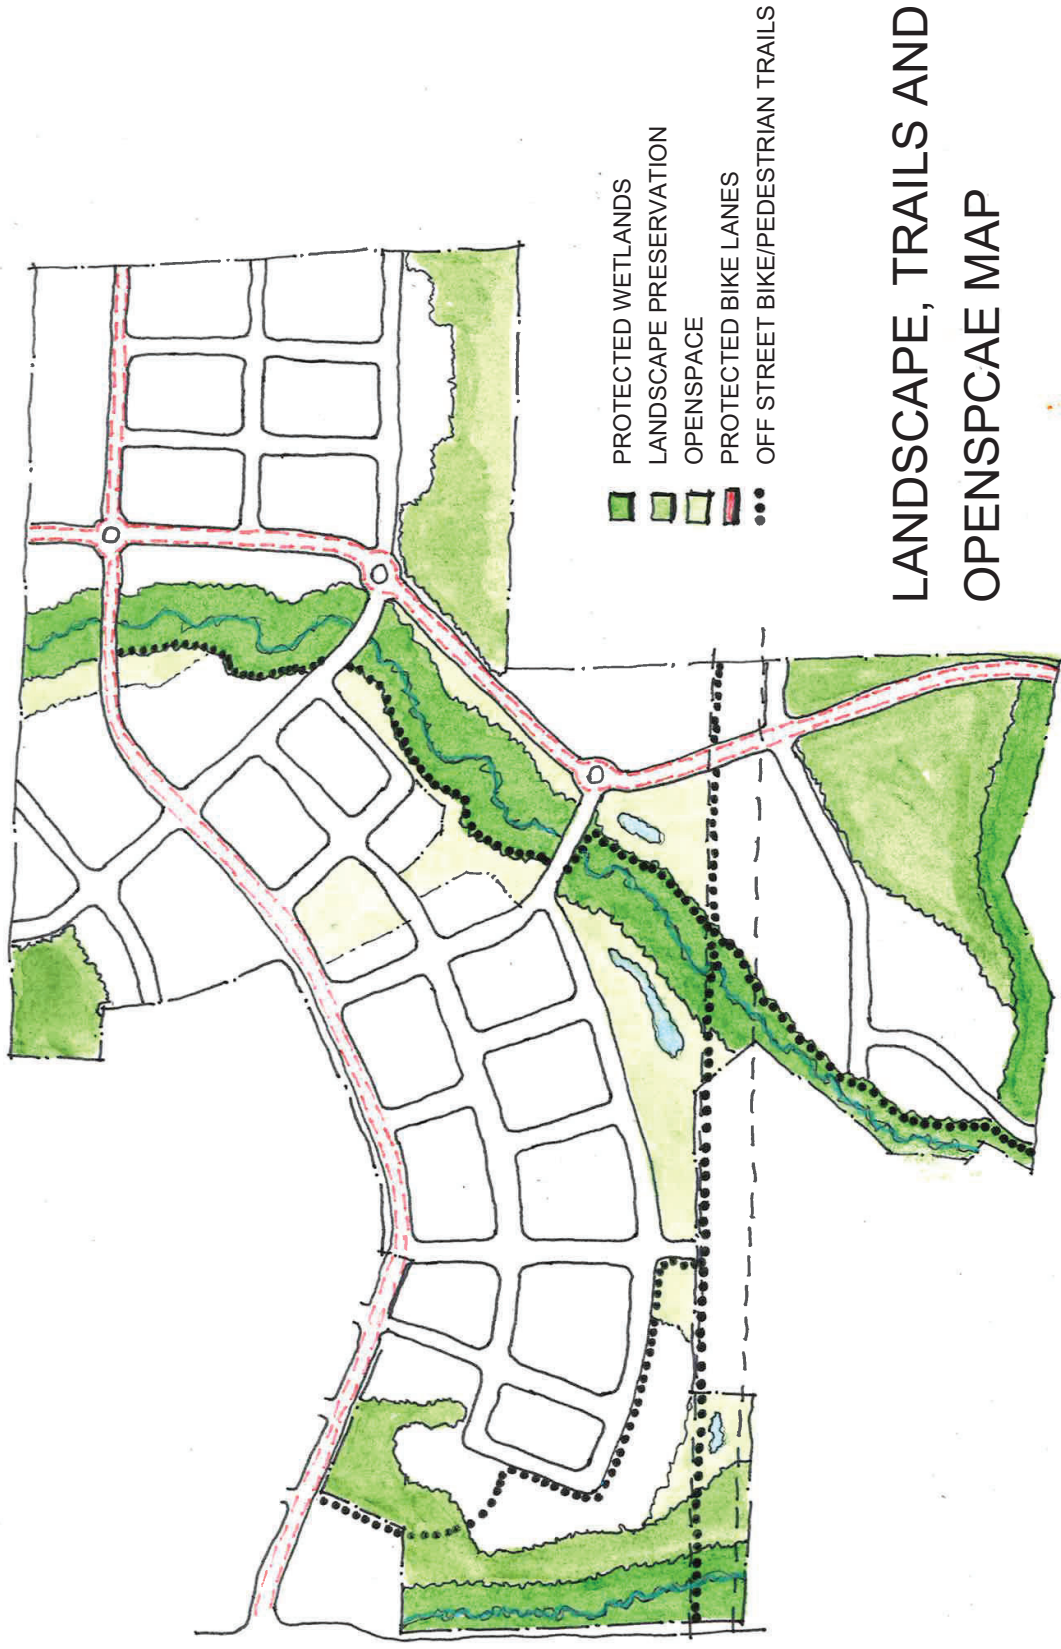 PROTECTED WETLANDS
LANDSCAPE PRESERVATION
OPENSPACE
PROTECTED BIKE LANES
OFF STREET BIKE/PEDESTRIAN TRAILS
LANDSCAPE, TRAILS AND
OPENSPCAE MAP